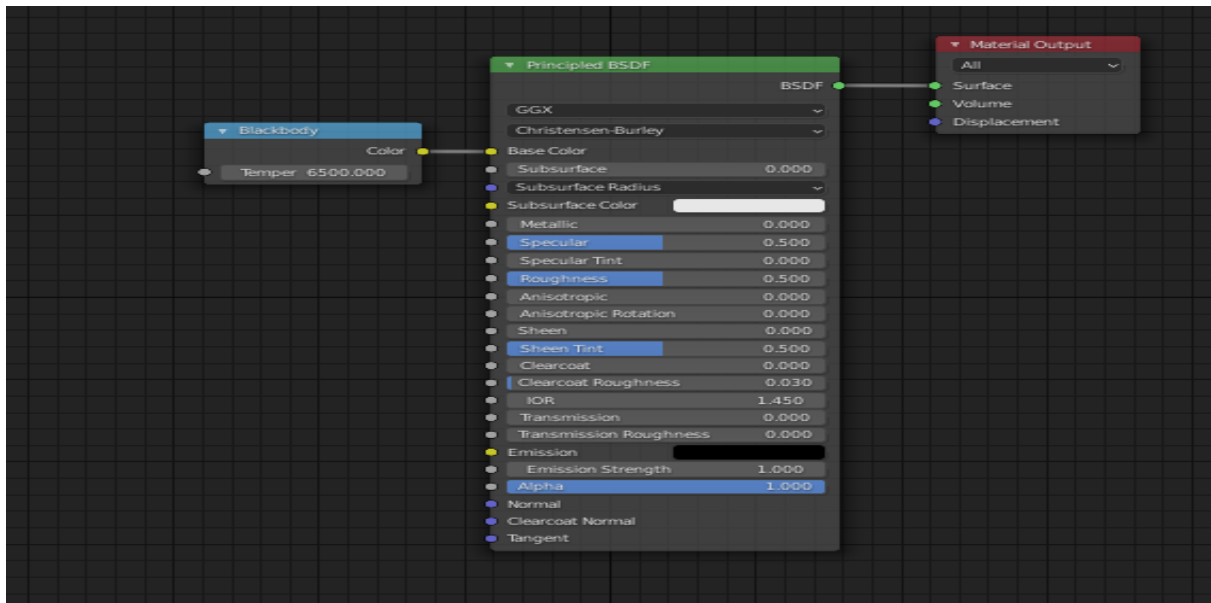 Blackbody
Color
Temper 6500.000
Principled BSDF
BSDF
GGX
Christensen-Burley
Base Color
Subsurface 0.000
Subsurface Radius
Subsurface Color
Metallic 0.000
Specular 0.500
Specular Tint 0.000
Roughness 0.500
Anisotropic 0.000
Anisotropic Rotation 0.000
Sheen 0.000
Sheen Tint 0.500
Clearcoat 0.000
Clearcoat Roughness 0.030
IOR 1.450
Transmission 0.000
Transmission Roughness 0.000
Emission
Emission Strength 1.000
Alpha 1.000
Normal
Clearcoat Normal
Tangent
Material Output
All
Surface
Volume
Displacement